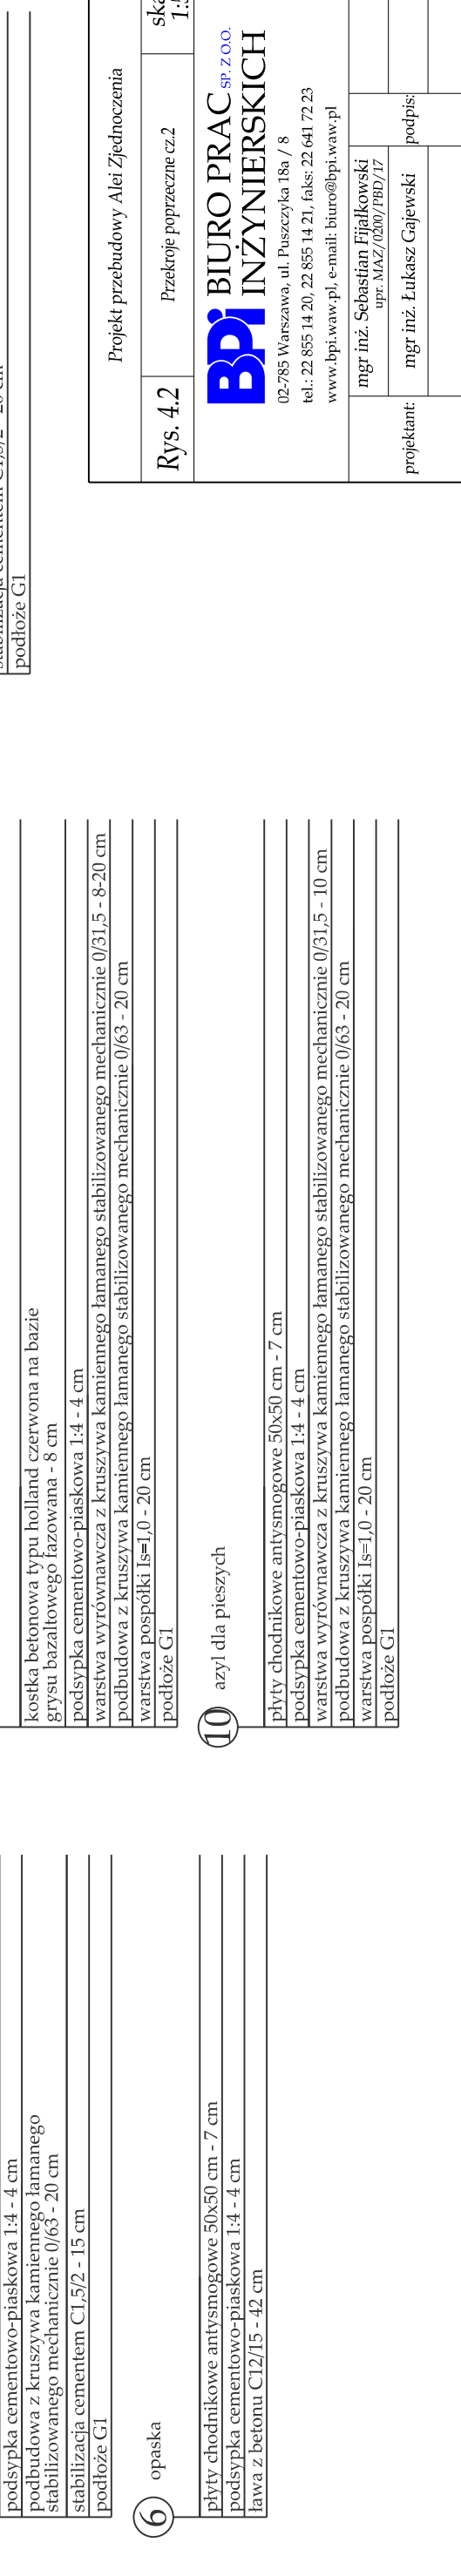 podsypka cementowo-piaskowa 1:4 - 4 cm
podbudowa z kruszywa kamiennego łamanego
stabilizowanego mechanicznie 0/63 - 20 cm
stabilizacja cementem C1,5/2 - 15 cm
podłoże G1
6 opaska
płyty chodnikowe antysmogowe 50x50 cm - 7 cm
podsypka cementowo-piaskowa 1:4 - 4 cm
ława z betonu C12/15 - 42 cm
kostka betonowa typu holland czerwona na bazie
grysu bazaltowego fazowana - 8 cm
podsypka cementowo-piaskowa 1:4 - 4 cm
warstwa wyrównawcza z kruszywa kamiennego łamanego stabilizowanego mechanicznie 0/31,5 - 8-20 cm
podbudowa z kruszywa kamiennego łamanego stabilizowanego mechanicznie 0/63 - 20 cm
warstwa pospółki Is=1,0 - 20 cm
podłoże G1
10 azyl dla pieszych
płyty chodnikowe antysmogowe 50x50 cm - 7 cm
podsypka cementowo-piaskowa 1:4 - 4 cm
warstwa wyrównawcza z kruszywa kamiennego łamanego stabilizowanego mechanicznie 0/31,5 - 10 cm
podbudowa z kruszywa kamiennego łamanego stabilizowanego mechanicznie 0/63 - 20 cm
warstwa pospółki Is=1,0 - 20 cm
podłoże G1
podłoże G1
Projekt przebudowy Alei Zjednoczenia
Rys. 4.2 Przekroje poprzeczne cz.2
BPi BIURO PRAC SP. Z O.O.
INŻYNIERSKICH
02-785 Warszawa, ul. Puszczyka 18a / 8
tel.: 22 855 14 20, 22 855 14 21, faks: 22 641 72 23
www.bpi.waw.pl, e-mail: biuro@bpi.waw.pl
projektant: mgr inż. Sebastian Fijałkowski
upr. MAZ/0200/PBD/17
mgr inż. Łukasz Gajewski
podpis: